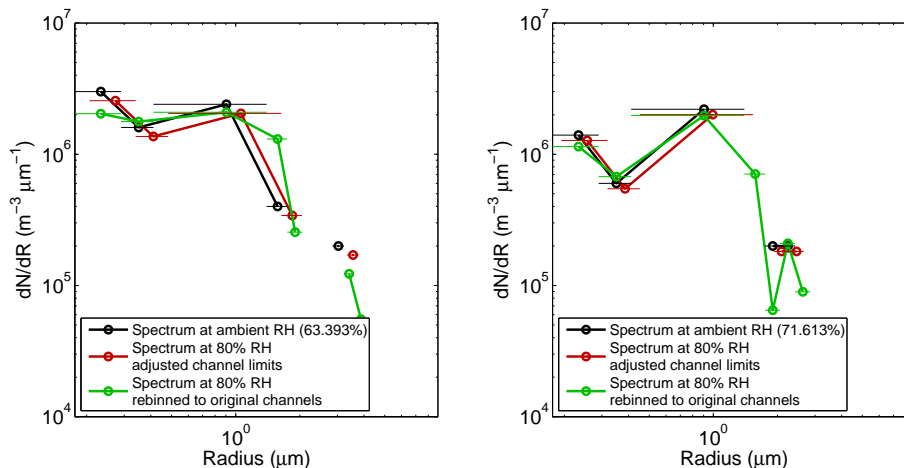 10^7
10^6
10^5
10^4
dN/dR (m^−3 μm^−1)
Spectrum at ambient RH (63.393%)
Spectrum at 80% RH
adjusted channel limits
Spectrum at 80% RH
rebinned to original channels
10^0
Radius (μm)
10^7
10^6
10^5
10^4
dN/dR (m^−3 μm^−1)
Spectrum at ambient RH (71.613%)
Spectrum at 80% RH
adjusted channel limits
Spectrum at 80% RH
rebinned to original channels
10^0
Radius (μm)